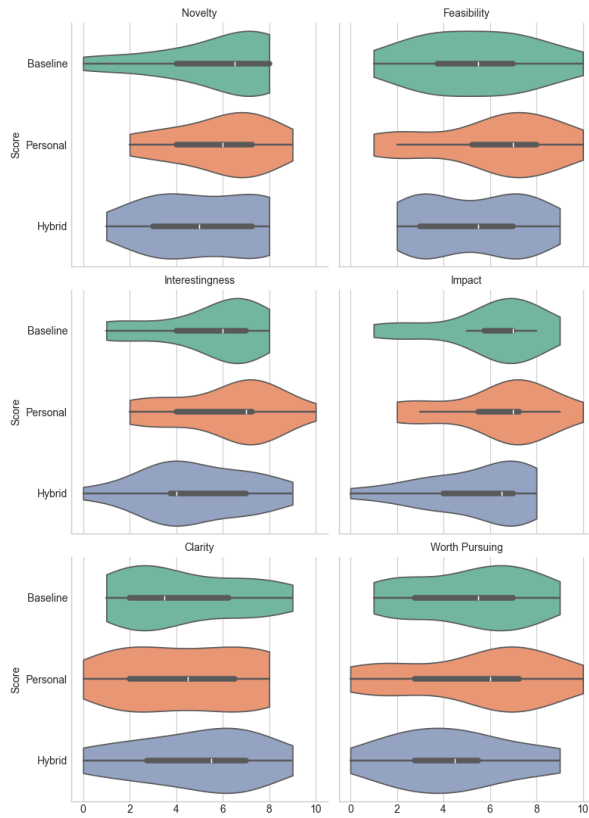 Novelty
Feasibility
Baseline
Personal
Hybrid
Score
Interestingness
Impact
Baseline
Personal
Hybrid
Score
Clarity
Worth Pursuing
Baseline
Personal
Hybrid
Score
0 2 4 6 8 10
0 2 4 6 8 10